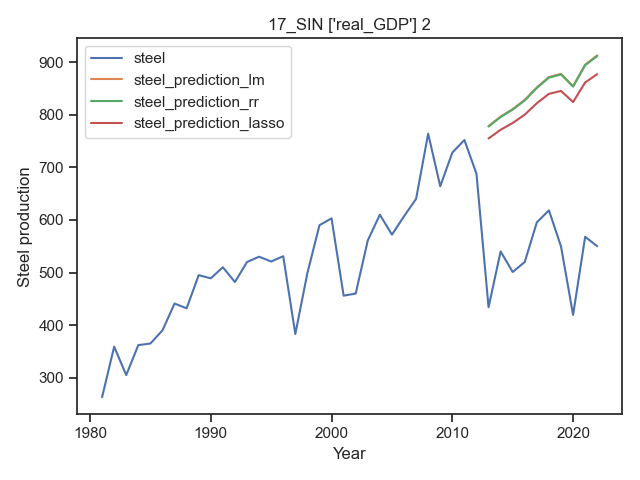 17_SIN ['real_GDP'] 2
steel
steel_prediction_lm
steel_prediction_rr
steel_prediction_lasso
Steel production
900
800
700
600
500
400
300
1980
1990
2000
2010
2020
Year